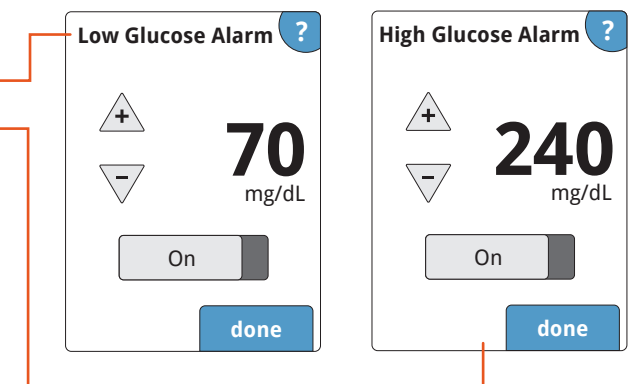 Low Glucose Alarm ?
+
70
−
mg/dL
On
done
High Glucose Alarm ?
+
240
−
mg/dL
On
done